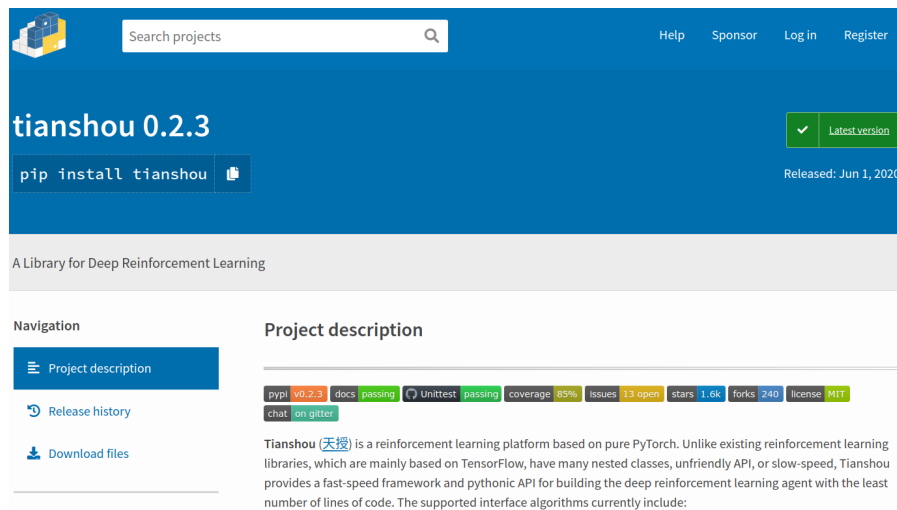 Search projects
Help Sponsor Log in Register
tianshou 0.2.3
Latest version
pip install tianshou
Released: Jun 1, 2020
A Library for Deep Reinforcement Learning
Navigation
Project description
Release history
Download files
Project description
pypi v0.2.3 docs passing Unittest passing coverage 85% issues 13 open stars 1.6k forks 240 license MIT
chat on gitter
Tianshou (天授) is a reinforcement learning platform based on pure PyTorch. Unlike existing reinforcement learning
libraries, which are mainly based on TensorFlow, have many nested classes, unfriendly API, or slow-speed, Tianshou
provides a fast-speed framework and pythonic API for building the deep reinforcement learning agent with the least
number of lines of code. The supported interface algorithms currently include: